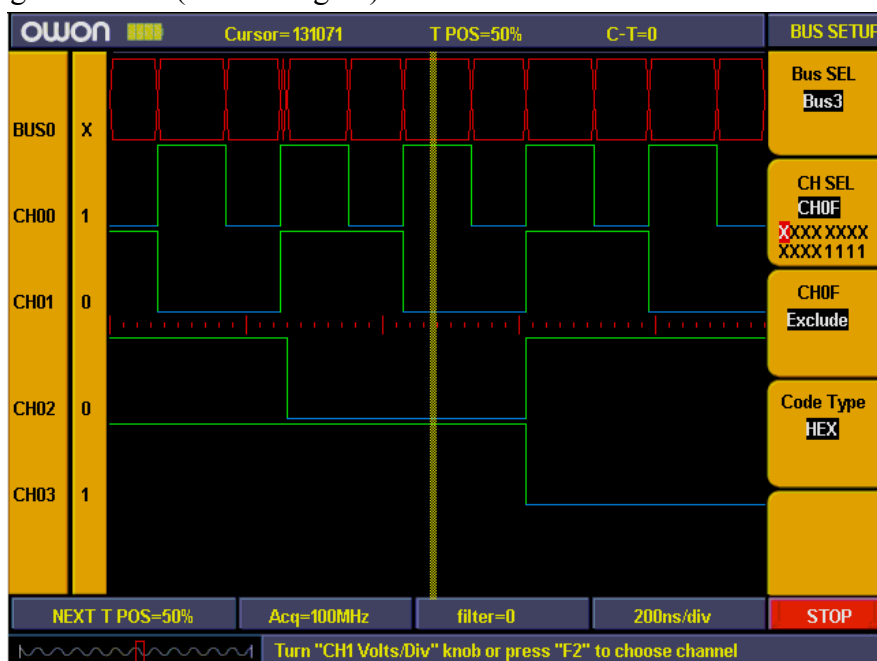 owon Cursor=131071 T POS=50% C-T=0 BUS SETUP
Bus SEL
Bus3
BUS0 X
CH SEL
CH0F
XXXX XXXX
XXXX 1111
CH00 1
CH01 0
CH0F
Exclude
CH02 0
Code Type
HEX
CH03 1
NEXT T POS=50% Acq=100MHz filter=0 200ns/div STOP
Turn "CH1 Volts/Div" knob or press "F2" to choose channel